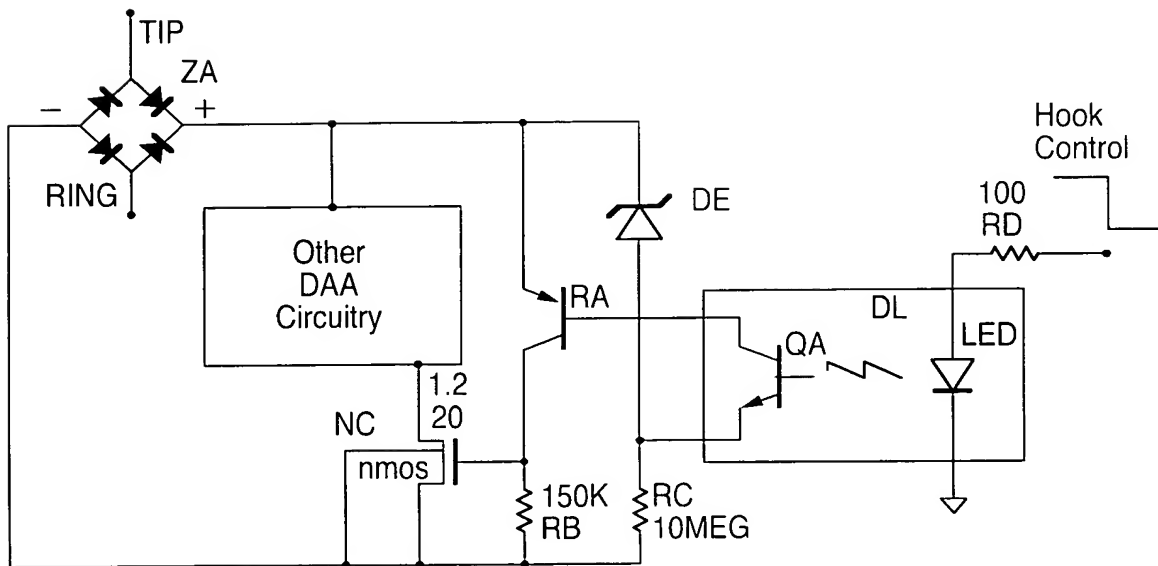 TIP
ZA
−
+
RING
Other
DAA
Circuitry
1.2
20
NC
nmos
150K
RB
RA
DE
RC
10MEG
QA
DL
LED
100
RD
Hook
Control